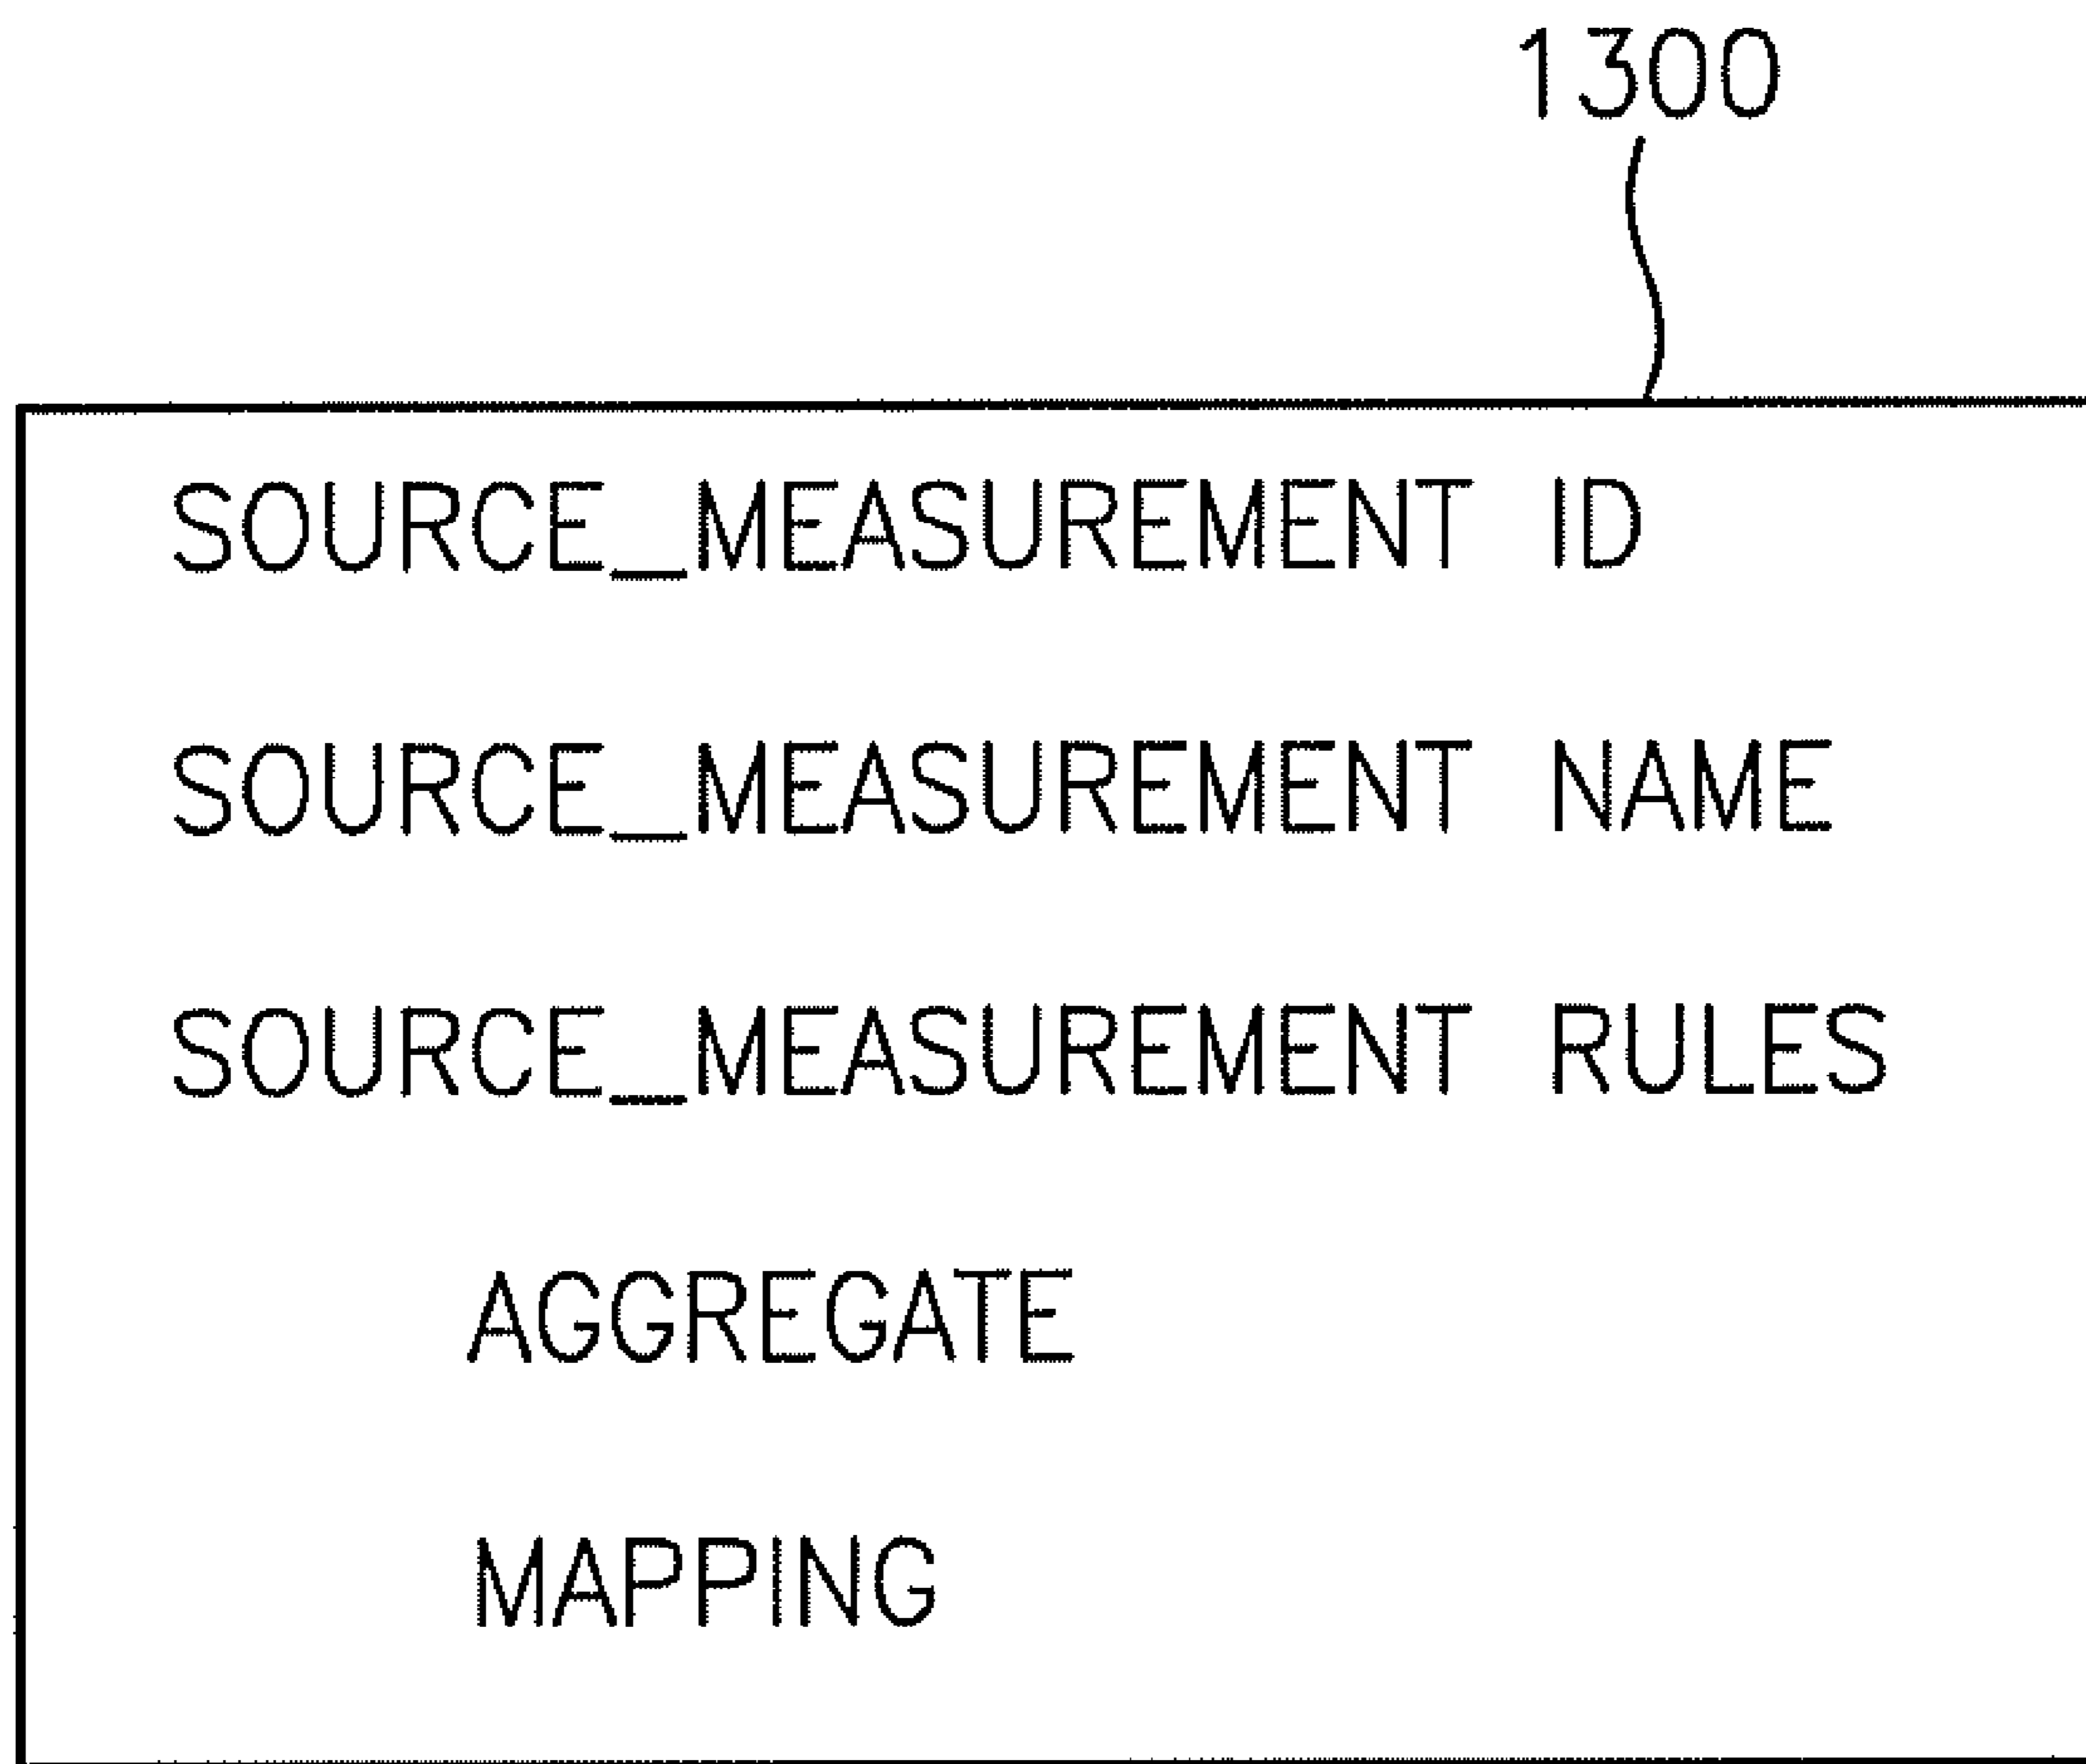 1300
SOURCE_MEASUREMENT ID
SOURCE_MEASUREMENT NAME
SOURCE_MEASUREMENT RULES
AGGREGATE
MAPPING